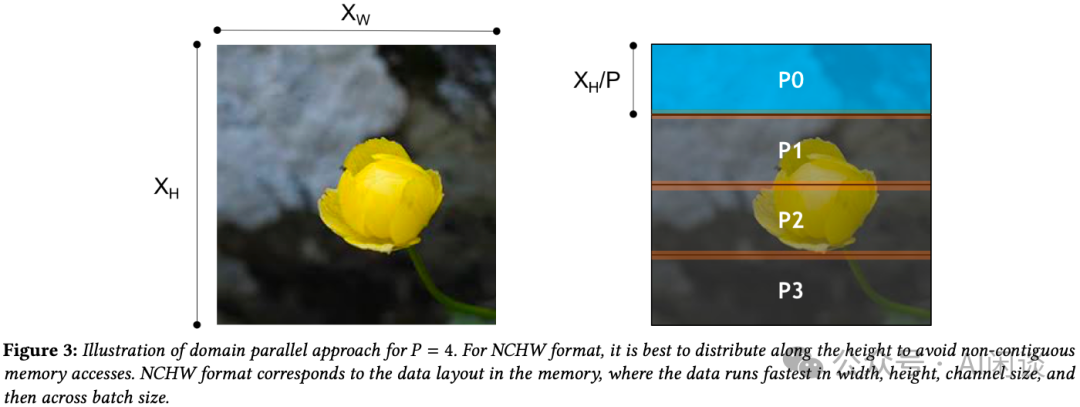 X_W
X_H
X_H/P
P0
P1
P2
P3
Figure 3: Illustration of domain parallel approach for P = 4. For NCHW format, it is best to distribute along the height to avoid non-contiguous
memory accesses. NCHW format corresponds to the data layout in the memory, where the data runs fastest in width, height, channel size, and
then across batch size.
公众号 · AI闲谈